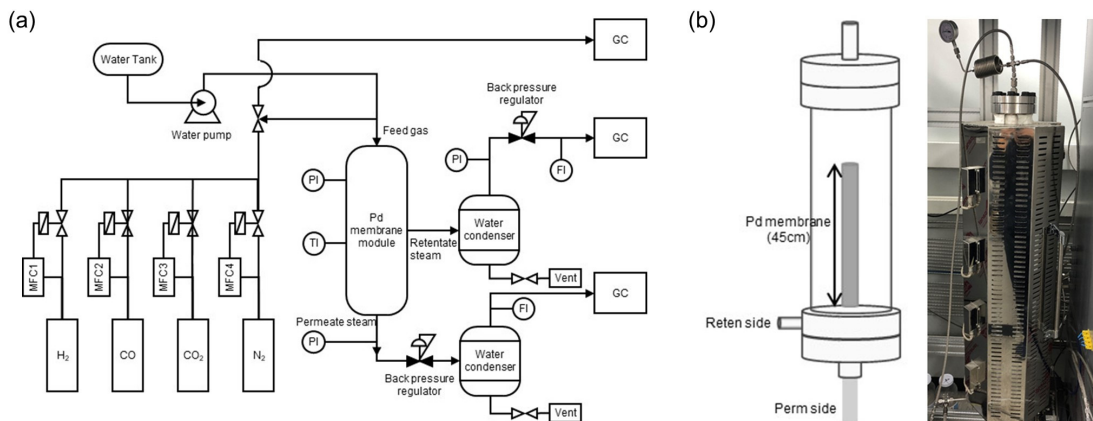 (a)
GC
Water Tank
Water pump
Feed gas
Back pressure
regulator
GC
PI
FI
PI
Pd
membrane
module
TI
Retentate
steam
Water
condenser
Vent
MFC1
MFC2
MFC3
MFC4
H₂
CO
CO₂
N₂
Permeate steam
PI
Back pressure
regulator
FI
GC
Water
condenser
Vent
(b)
Pd membrane
(45cm)
Reten side
Perm side